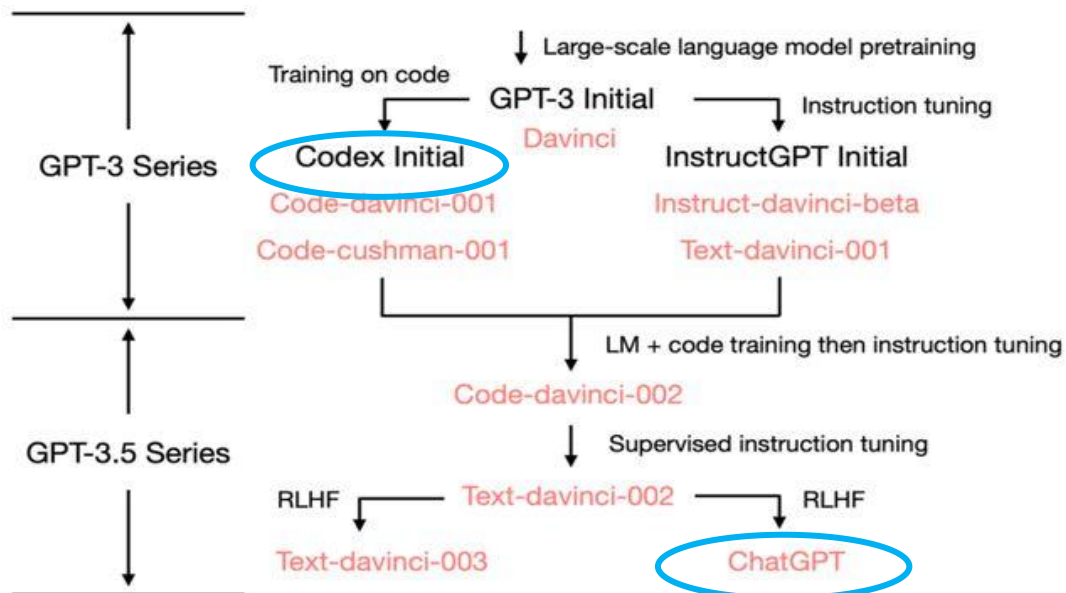 Large-scale language model pretraining
Training on code
GPT-3 Initial
Instruction tuning
Davinci
GPT-3 Series
Codex Initial
InstructGPT Initial
Code-davinci-001
Instruct-davinci-beta
Code-cushman-001
Text-davinci-001
LM + code training then instruction tuning
Code-davinci-002
GPT-3.5 Series
Supervised instruction tuning
RLHF
Text-davinci-002
RLHF
Text-davinci-003
ChatGPT